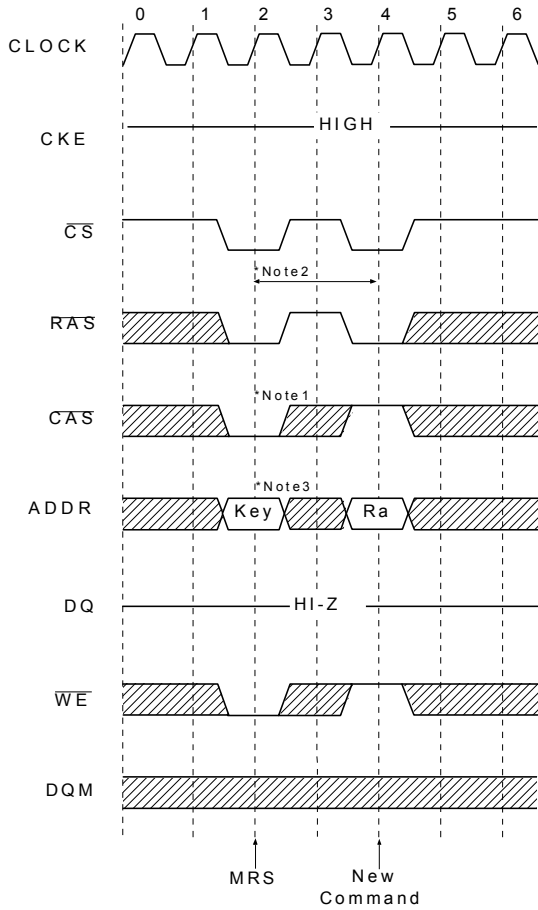 0 1 2 3 4 5 6
CLOCK
HIGH
CKE
CS
*Note2
RAS
*Note1
CAS
*Note3
ADDR
Key
Ra
DQ
HI-Z
WE
DQM
MRS
New
Command